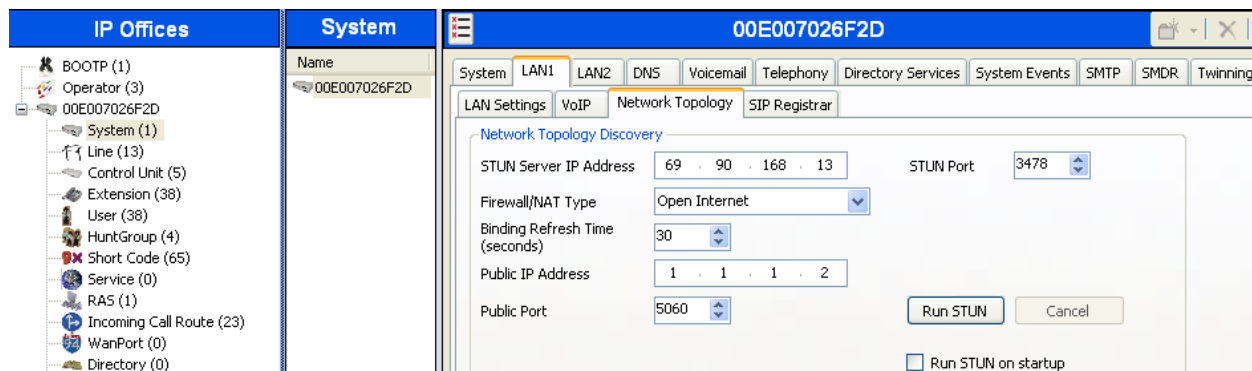 IP Offices
BOOTP (1)
Operator (3)
00E007026F2D
System (1)
Line (13)
Control Unit (5)
Extension (38)
User (38)
HuntGroup (4)
Short Code (65)
Service (0)
RAS (1)
Incoming Call Route (23)
WanPort (0)
Directory (0)
System
Name
00E007026F2D
00E007026F2D
System LAN1 LAN2 DNS Voicemail Telephony Directory Services System Events SMTP SMDR Twinning
LAN Settings VoIP Network Topology SIP Registrar
Network Topology Discovery
STUN Server IP Address 69 . 90 . 168 . 13 STUN Port 3478
Firewall/NAT Type Open Internet
Binding Refresh Time
(seconds) 30
Public IP Address 1 . 1 . 1 . 2
Public Port 5060 Run STUN Cancel
Run STUN on startup